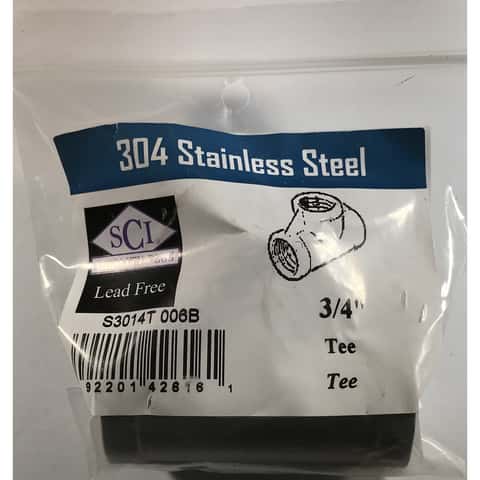 304 Stainless Steel
SCI
Lead Free
S3014T 006B
92201 42616 1
3/4"
Tee
Tee